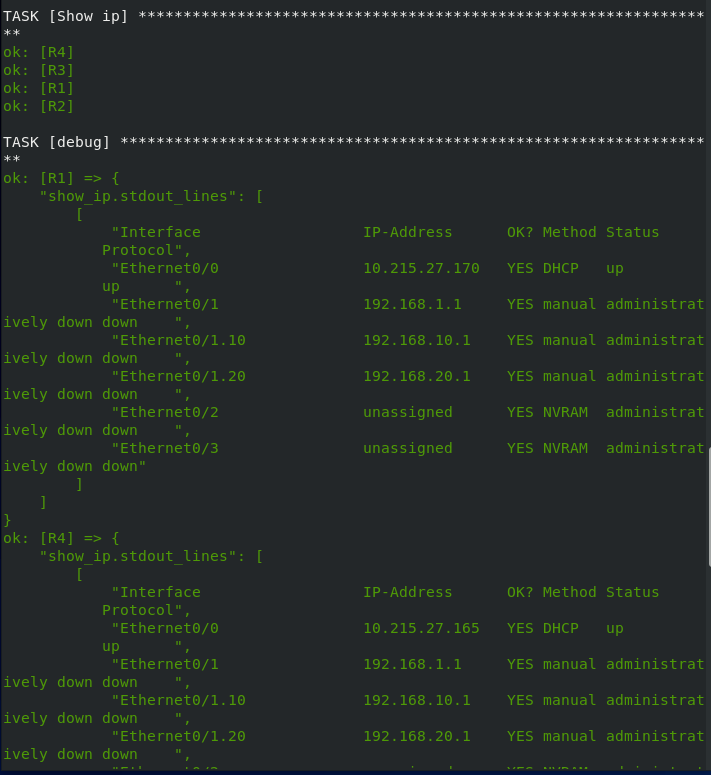 TASK [Show ip] ***************************************************************
**
ok: [R4]
ok: [R3]
ok: [R1]
ok: [R2]

TASK [debug] *****************************************************************
**
ok: [R1] => {
    "show_ip.stdout_lines": [
        [
            "Interface                  IP-Address      OK? Method Status
           Protocol",
            "Ethernet0/0                10.215.27.170   YES DHCP   up
           up      ",
            "Ethernet0/1                192.168.1.1     YES manual administrat
ively down down    ",
            "Ethernet0/1.10             192.168.10.1    YES manual administrat
ively down down    ",
            "Ethernet0/1.20             192.168.20.1    YES manual administrat
ively down down    ",
            "Ethernet0/2                unassigned      YES NVRAM  administrat
ively down down    ",
            "Ethernet0/3                unassigned      YES NVRAM  administrat
ively down down"
        ]
    ]
}
ok: [R4] => {
    "show_ip.stdout_lines": [
        [
            "Interface                  IP-Address      OK? Method Status
           Protocol",
            "Ethernet0/0                10.215.27.165   YES DHCP   up
           up      ",
            "Ethernet0/1                192.168.1.1     YES manual administrat
ively down down    ",
            "Ethernet0/1.10             192.168.10.1    YES manual administrat
ively down down    ",
            "Ethernet0/1.20             192.168.20.1    YES manual administrat
ively down down    ",